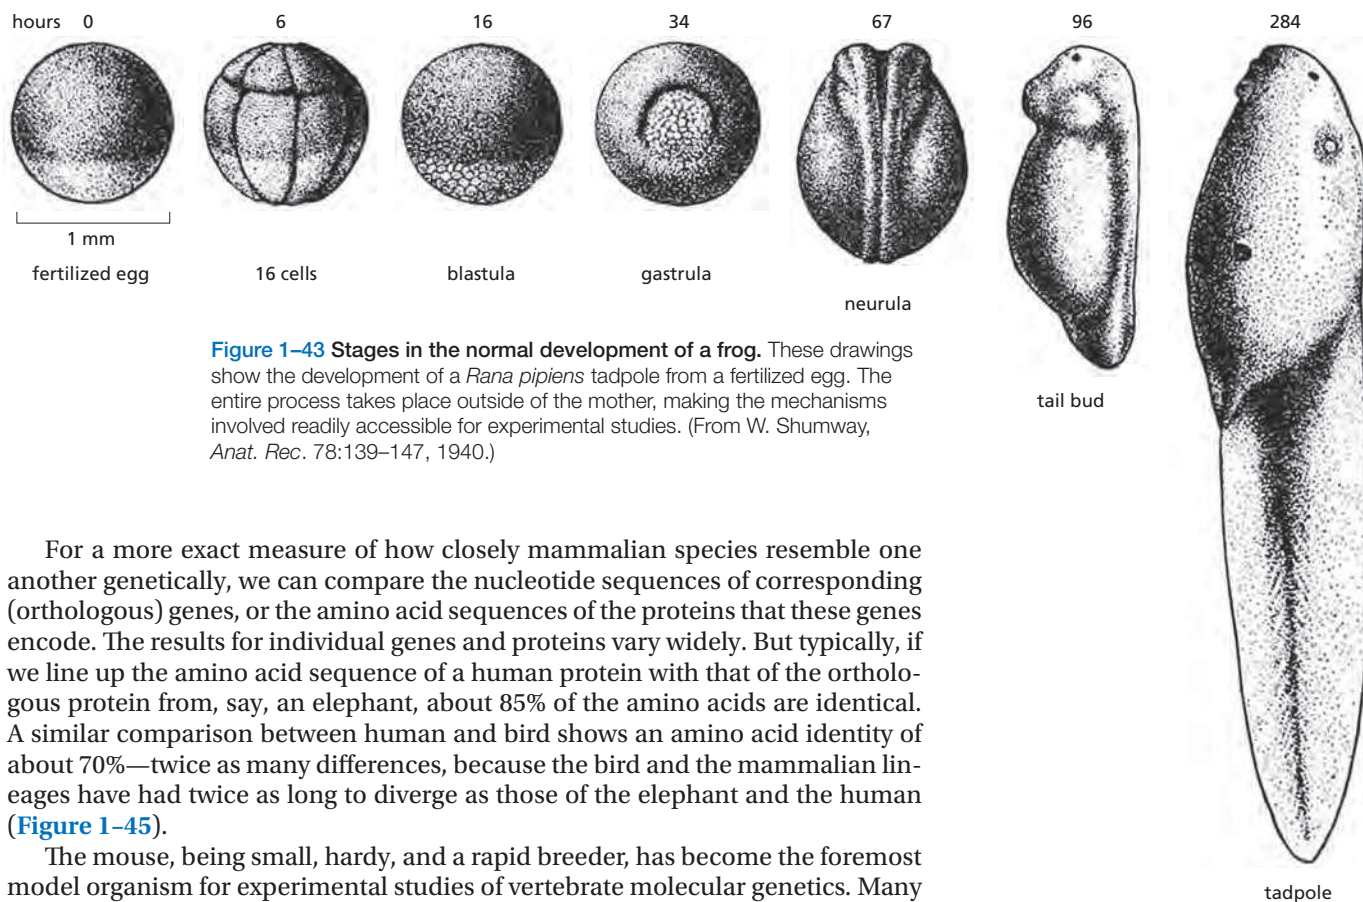 hours 0 6 16 34 67 96 284
1 mm
fertilized egg 16 cells blastula gastrula
neurula
tail bud
tadpole
Figure 1–43 Stages in the normal development of a frog. These drawings
show the development of a Rana pipiens tadpole from a fertilized egg. The
entire process takes place outside of the mother, making the mechanisms
involved readily accessible for experimental studies. (From W. Shumway,
Anat. Rec. 78:139–147, 1940.)
For a more exact measure of how closely mammalian species resemble one
another genetically, we can compare the nucleotide sequences of corresponding
(orthologous) genes, or the amino acid sequences of the proteins that these genes
encode. The results for individual genes and proteins vary widely. But typically, if
we line up the amino acid sequence of a human protein with that of the ortholo-
gous protein from, say, an elephant, about 85% of the amino acids are identical.
A similar comparison between human and bird shows an amino acid identity of
about 70%—twice as many differences, because the bird and the mammalian lin-
eages have had twice as long to diverge as those of the elephant and the human
(Figure 1–45).
The mouse, being small, hardy, and a rapid breeder, has become the foremost
model organism for experimental studies of vertebrate molecular genetics. Many